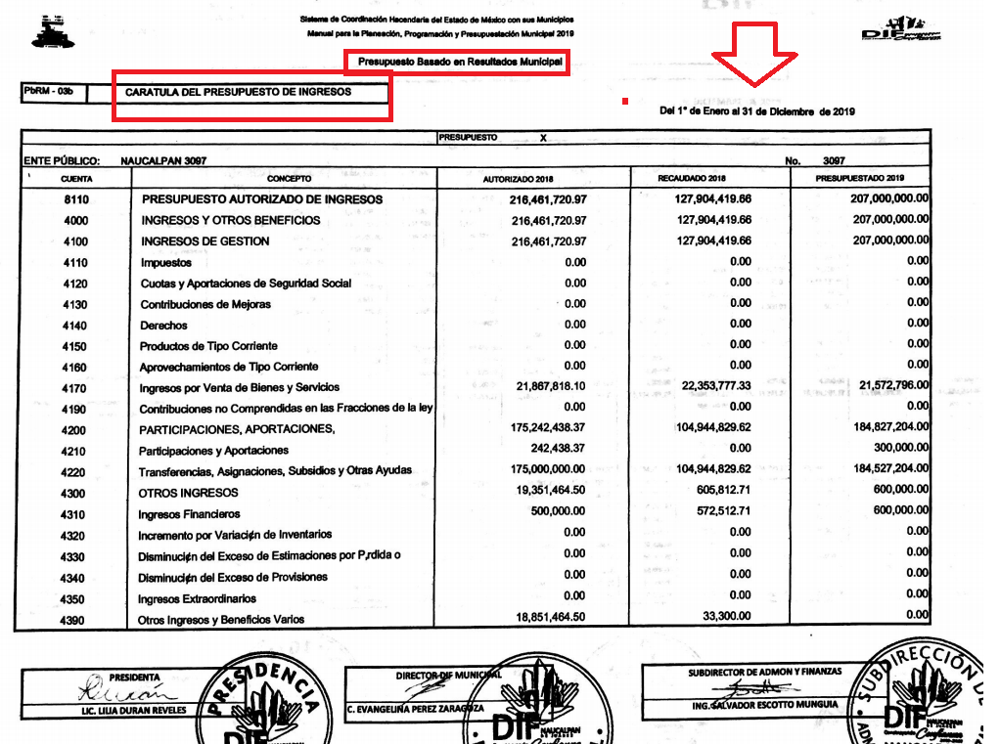 Sistema de Coordinación Hacendaria del Estado de México con sus Municipios
Manual para la Planeación, Programación y Presupuestación Municipal 2019
DIF
Presupuesto Basado en Resultados Municipal
PbRM - 03b CARATULA DEL PRESUPUESTO DE INGRESOS
Del 1° de Enero al 31 de Diciembre de 2019
PRESUPUESTO X
ENTE PÚBLICO: NAUCALPAN 3097 No. 3097
CUENTA CONCEPTO AUTORIZADO 2018 RECAUDADO 2018 PRESUPUESTADO 2019
8110 PRESUPUESTO AUTORIZADO DE INGRESOS 216,461,720.97 127,904,419.66 207,000,000.00
4000 INGRESOS Y OTROS BENEFICIOS 216,461,720.97 127,904,419.66 207,000,000.00
4100 INGRESOS DE GESTION 216,461,720.97 127,904,419.66 207,000,000.00
4110 Impuestos 0.00 0.00 0.00
4120 Cuotas y Aportaciones de Seguridad Social 0.00 0.00 0.00
4130 Contribuciones de Mejoras 0.00 0.00 0.00
4140 Derechos 0.00 0.00 0.00
4150 Productos de Tipo Corriente 0.00 0.00 0.00
4160 Aprovechamientos de Tipo Corriente 0.00 0.00 0.00
4170 Ingresos por Venta de Bienes y Servicios 21,867,818.10 22,353,777.33 21,572,796.00
4190 Contribuciones no Comprendidas en las Fracciones de la ley 0.00 0.00 0.00
4200 PARTICIPACIONES, APORTACIONES, 175,242,438.37 104,944,829.62 184,827,204.00
4210 Participaciones y Aportaciones 242,438.37 0.00 300,000.00
4220 Transferencias, Asignaciones, Subsidios y Otras Ayudas 175,000,000.00 104,944,829.62 184,527,204.00
4300 OTROS INGRESOS 19,351,464.50 605,812.71 600,000.00
4310 Ingresos Financieros 500,000.00 572,512.71 600,000.00
4320 Incremento por Variación de Inventarios 0.00 0.00 0.00
4330 Disminu¢n del Exceso de Estimaciones por P‚rdida o 0.00 0.00 0.00
4340 Disminuci¢n del Exceso de Provisiones 0.00 0.00 0.00
4350 Ingresos Extraordinarios 0.00 0.00 0.00
4390 Otros Ingresos y Beneficios Varios 18,851,464.50 33,300.00 0.00
PRESIDENTA
LIC. LILIA DURAN REVELES
PRESIDENCIA
DIF
DIRECTOR DIF MUNICIPAL
C. EVANGELINA PEREZ ZARAGOZA
DIF NAUCALPAN
SUBDIRECTOR DE ADMON Y FINANZAS
ING. SALVADOR ESCOTTO MUNGUIA
SUBDIRECCIÓN DE
DIF NAUCALPAN